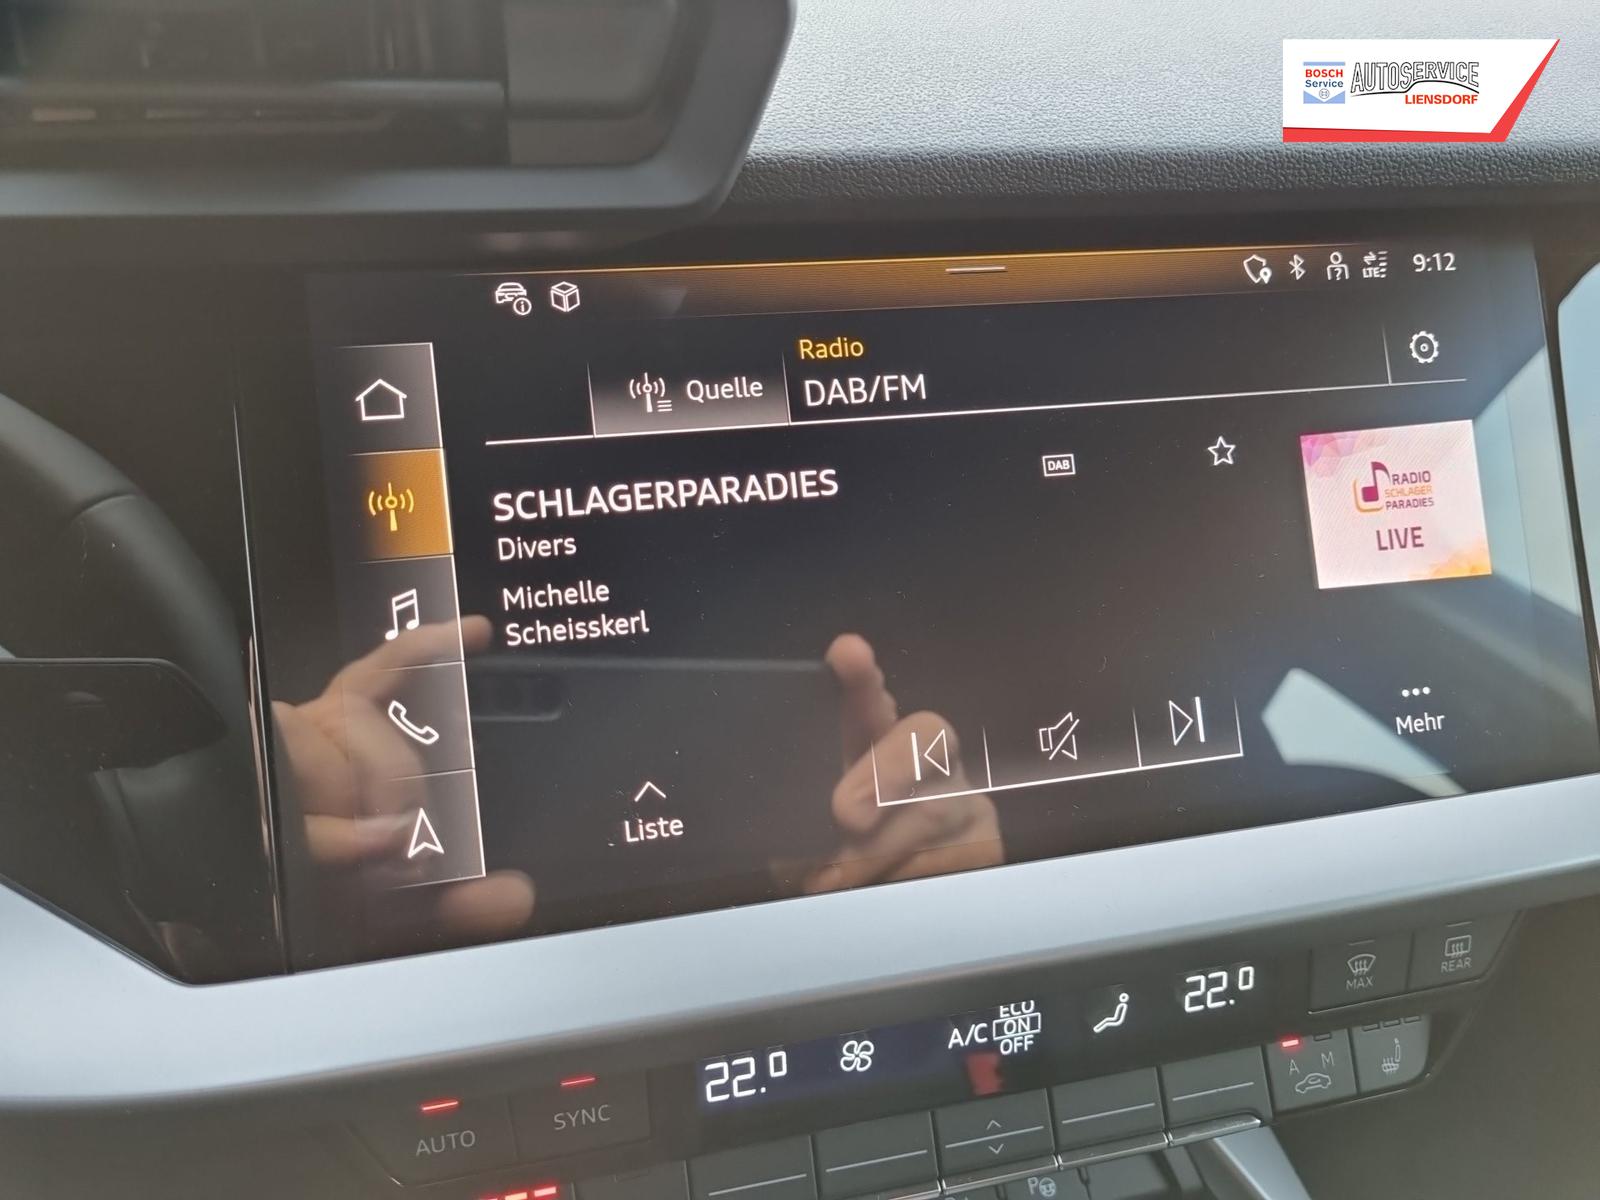 BOSCH
Service
AUTOSERVICE
LIENSDORF
LTE
9:12
Radio
Quelle
DAB/FM
DAB
SCHLAGERPARADIES
Divers
Michelle
Scheisskerl
RADIO
SCHLAGER
PARADIES
LIVE
Mehr
Liste
MAX
REAR
22.0
A/C
ECO
ON
OFF
22.0
AUTO
SYNC
A M
P